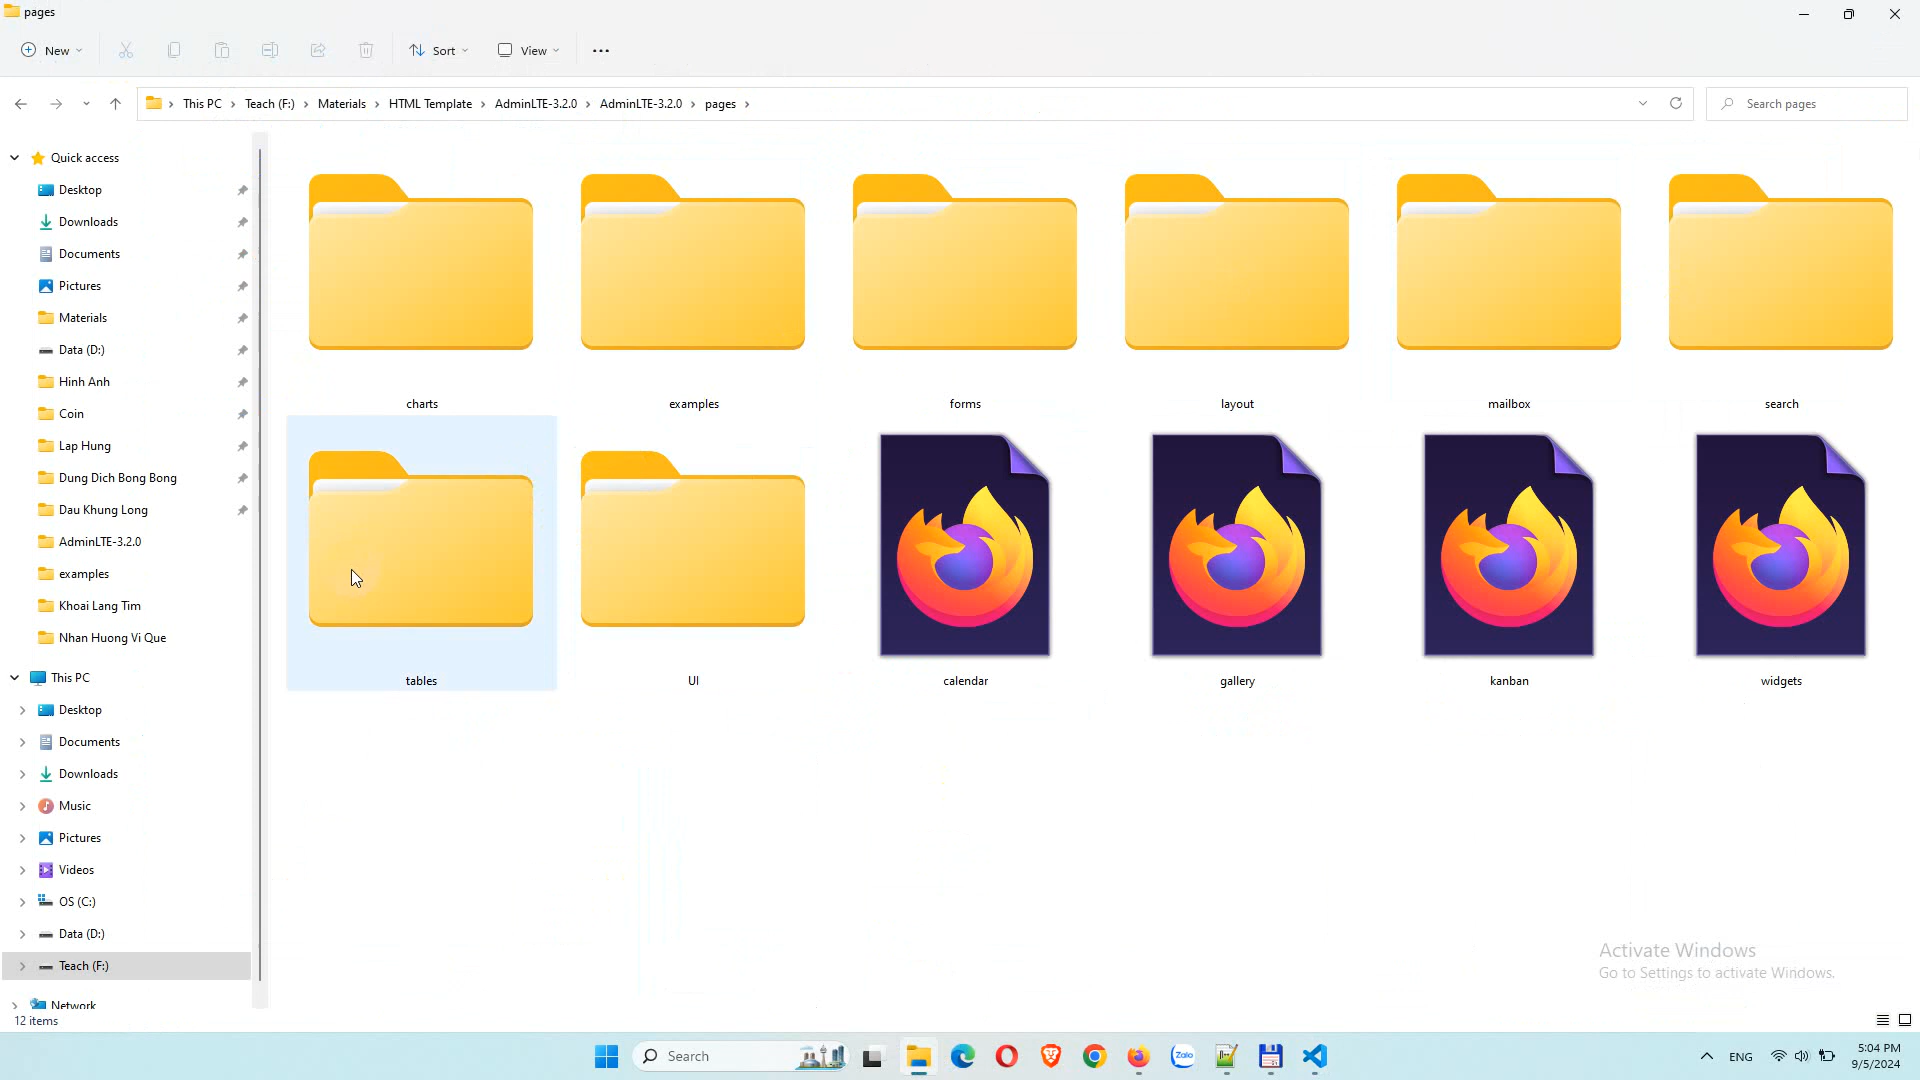 pages
New
Sort
View
This PC
Teach (F:)
Materials
HTML Template
AdminLTE-3.2.0
AdminLTE-3.2.0
pages
Search pages
Quick access
Desktop
Downloads
Documents
Pictures
Materials
Data (D:)
Hinh Anh
Coin
Lap Hung
Dung Dich Bong Bong
Dau Khung Long
AdminLTE-3.2.0
examples
Khoai Lang Tim
Nhan Huong Vi Que
This PC
Desktop
Documents
Downloads
Music
Pictures
Videos
OS (C:)
Data (D:)
Teach (F:)
Network
12 items
charts
examples
forms
layout
mailbox
search
tables
UI
calendar
gallery
kanban
widgets
Activate Windows
Go to Settings to activate Windows.
Search
Zalo
ENG
5:04 PM
9/5/2024